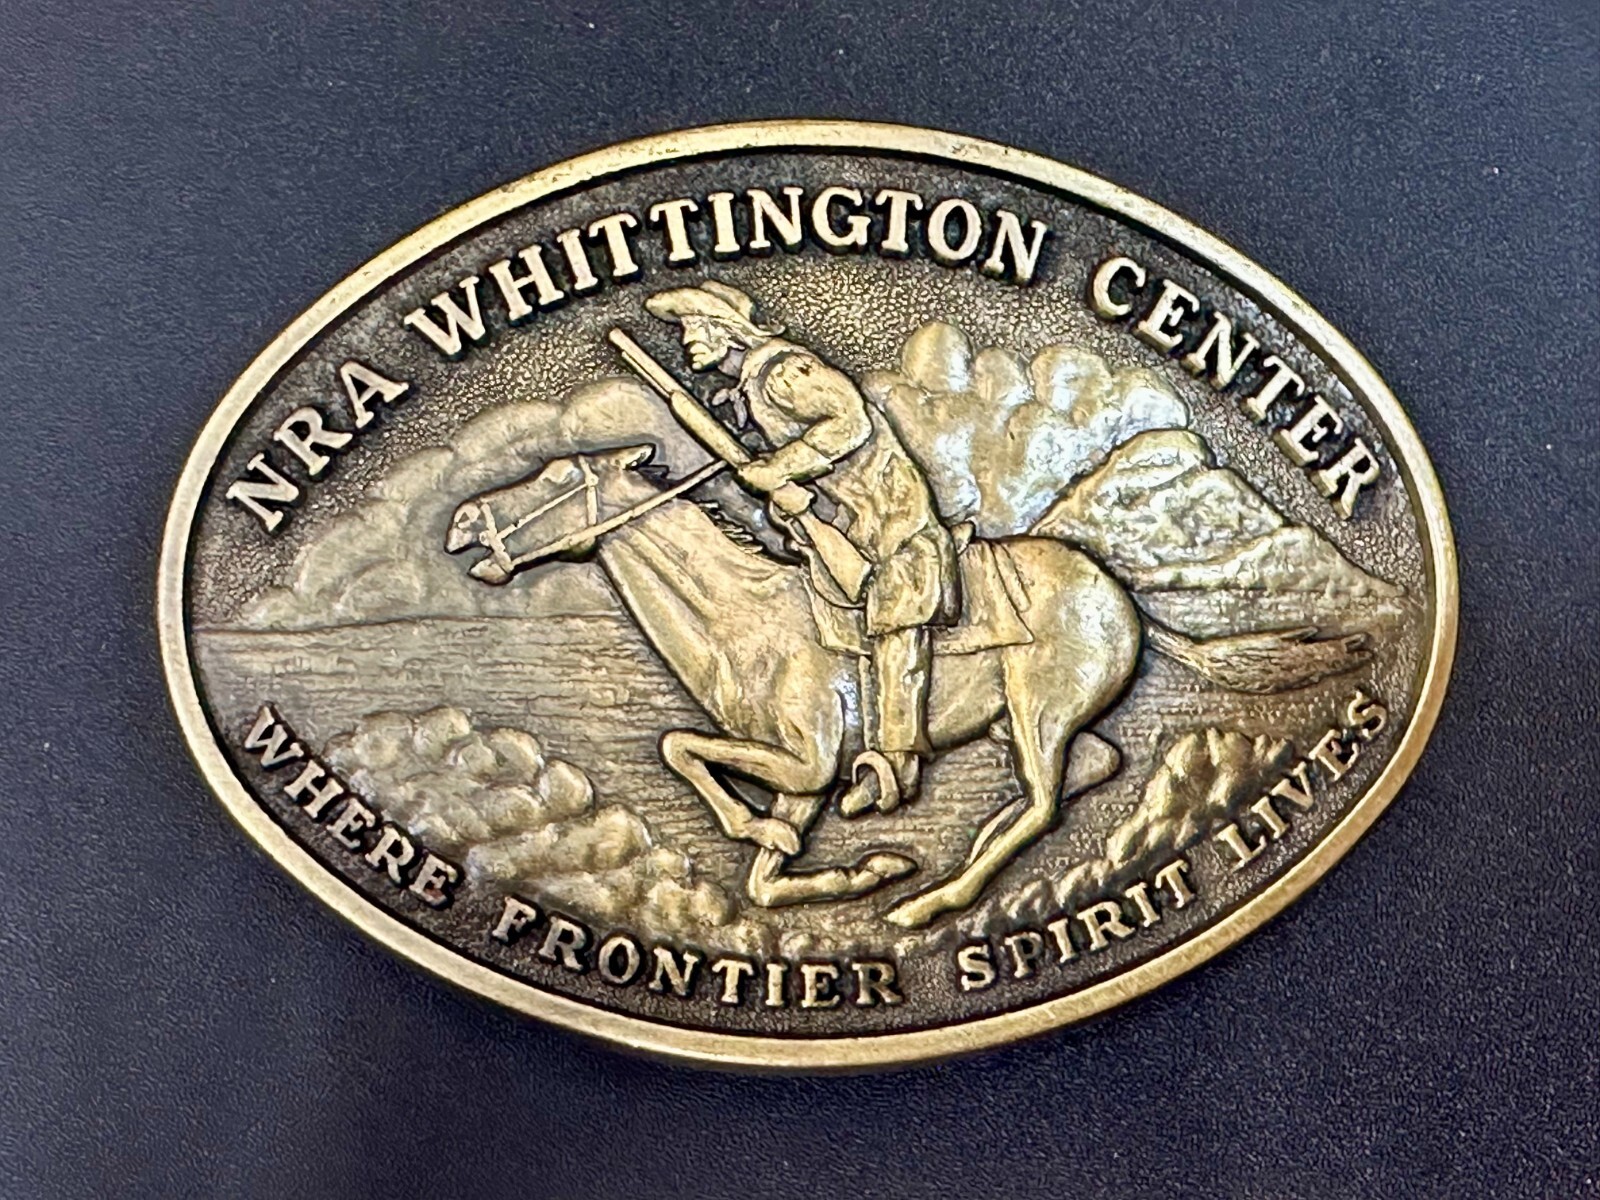 NRA WHITTINGTON CENTER
WHERE FRONTIER SPIRIT LIVES